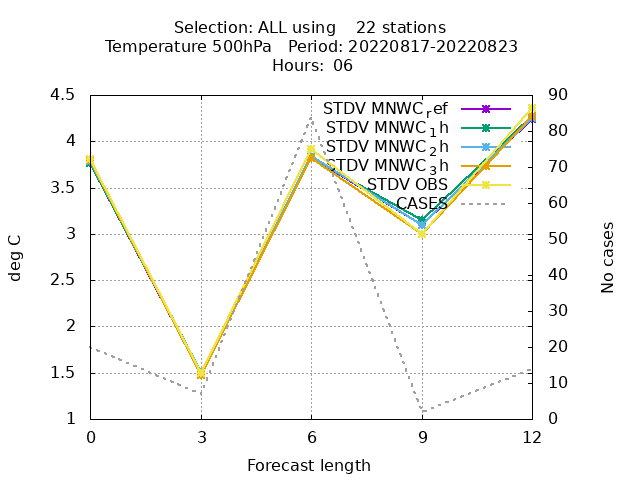 Selection: ALL using    22 stations
Temperature 500hPa   Period: 20220817-20220823
Hours:  06
4.5
4
3.5
3
2.5
2
1.5
1
90
80
70
60
50
40
30
20
10
0
0
3
6
9
12
deg C
No cases
Forecast length
STDV MNWC_ref
STDV MNWC_1h
STDV MNWC_2h
STDV MNWC_3h
STDV OBS
CASES